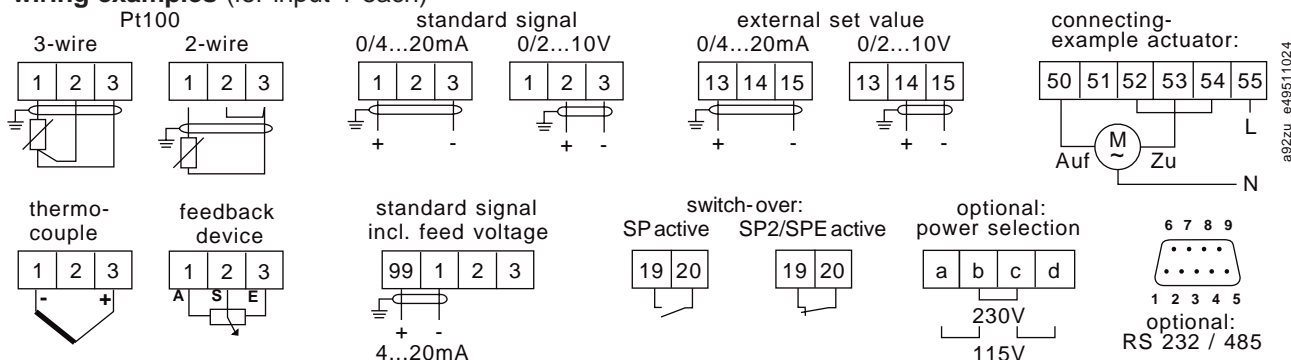 wiring examples (for input 1 each)
Pt100
3-wire 2-wire
1 2 3
1 2 3
standard signal
0/4...20mA 0/2...10V
1 2 3
1 2 3
+ -
+ -
external set value
0/4...20mA 0/2...10V
13 14 15
13 14 15
+ -
+ -
connecting-
example actuator:
50 51 52 53 54 55
L
M
~
Auf Zu
N
a92zu e49511024
thermo-
couple
1 2 3
- +
feedback
device
1 2 3
A S E
standard signal
incl. feed voltage
99 1 2 3
+ -
4...20mA
switch-over:
SP active SP2/SPE active
19 20
19 20
optional:
power selection
a b c d
230V
115V
6 7 8 9
1 2 3 4 5
optional:
RS 232 / 485